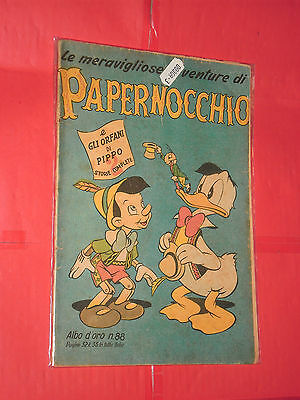 Le meravigliose avventure di
PAPERNOCCHIO
e
GLI ORFANI
DI
PIPPO
STORIE COMPLETE
Albo d'oro n. 88